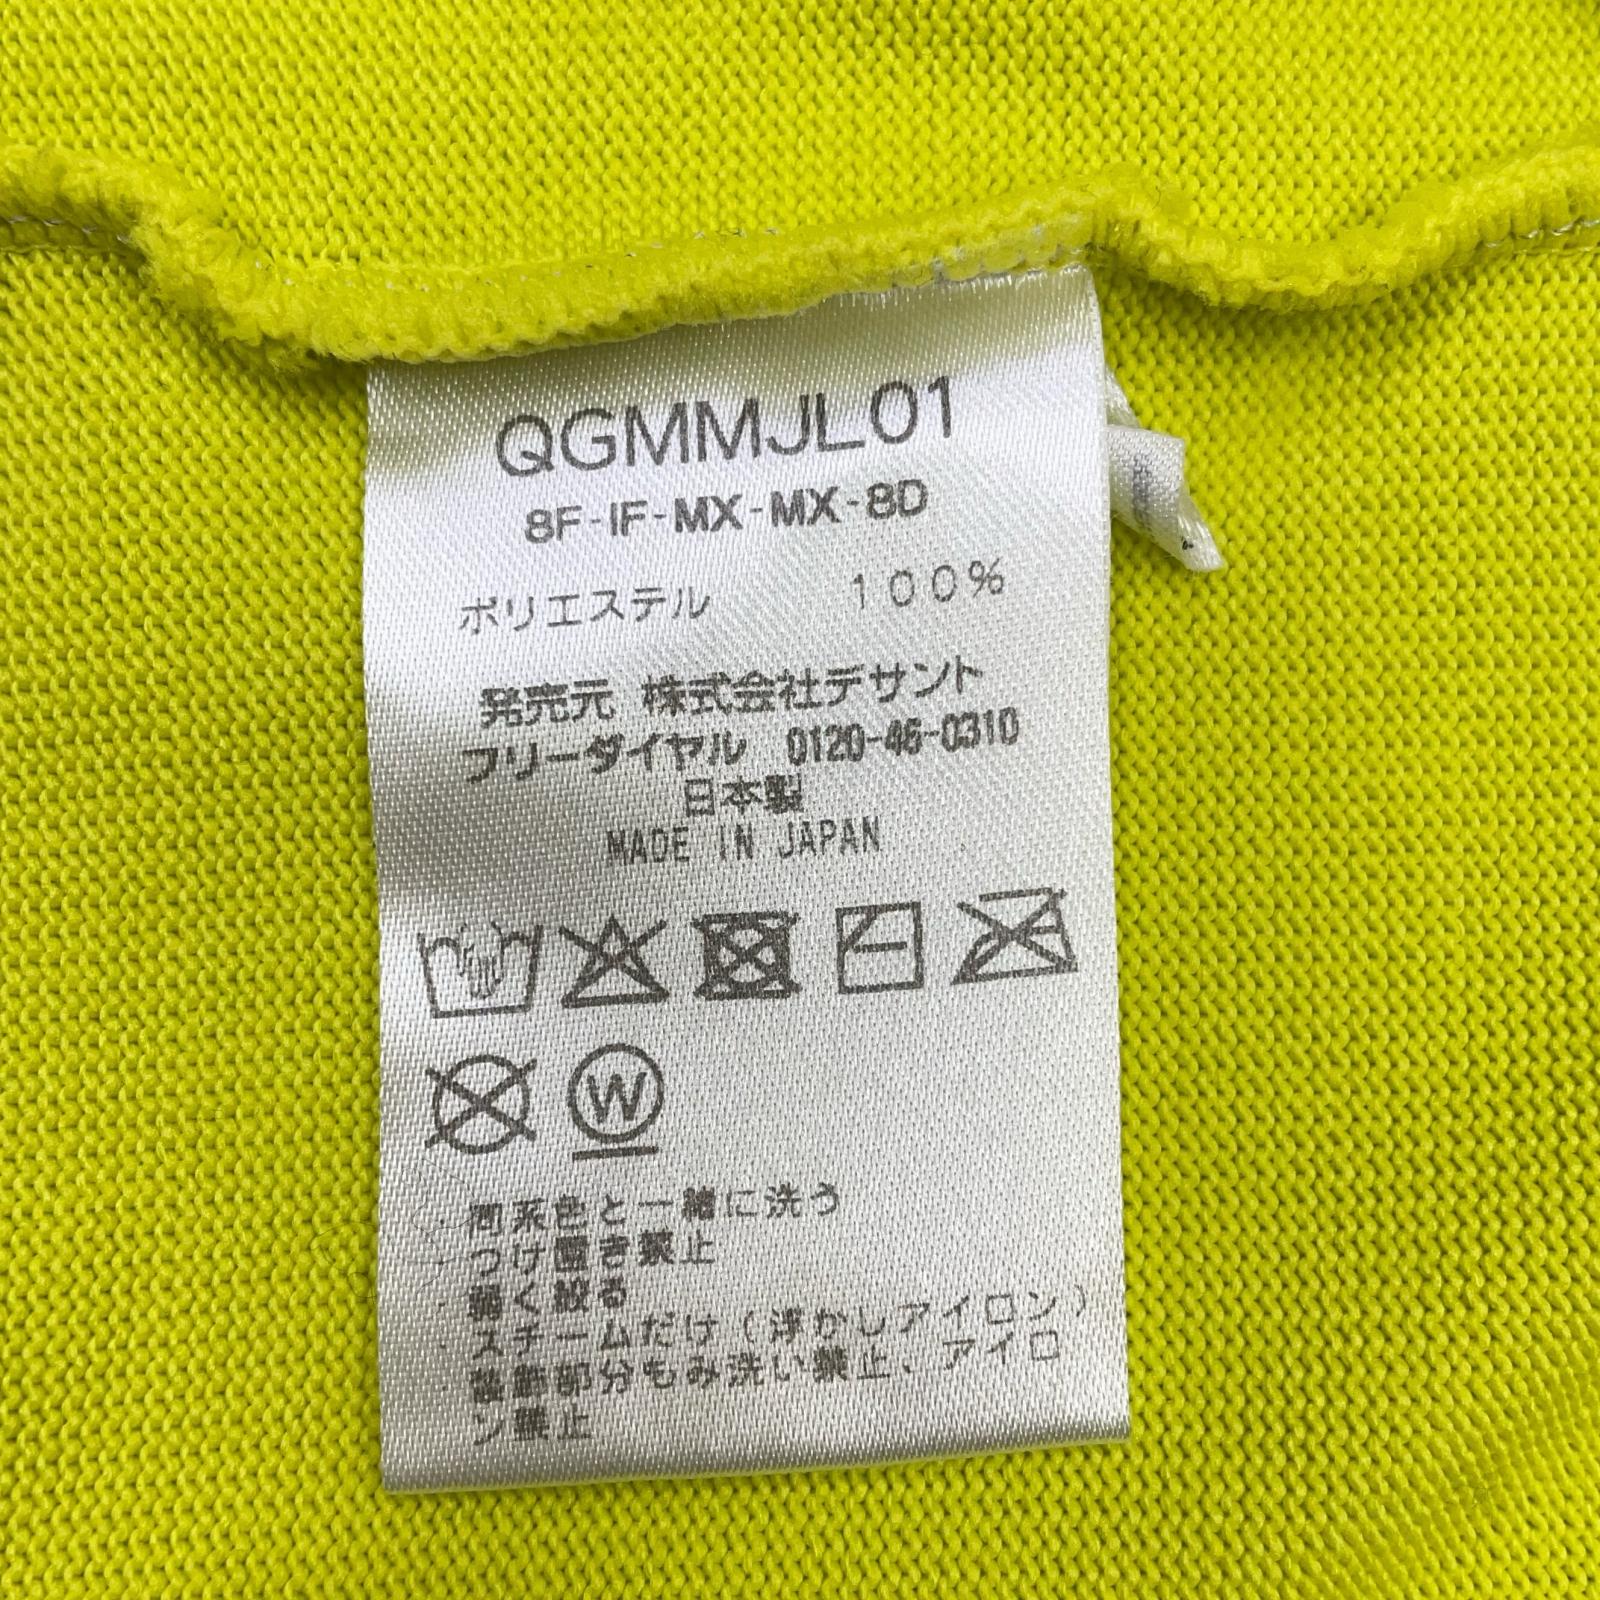 QGMMJL01
8F-IF-MX-MX-8D
ポリエステル 100%
発売元 株式会社デサント
フリーダイヤル 0120-46-0310
日本製
MADE IN JAPAN
W
・同系色と一緒に洗う
・つけ置き禁止
・弱く絞る
・スチームだけ(浮かしアイロン)
・装飾部分もみ洗い禁止、アイロ
ン禁止